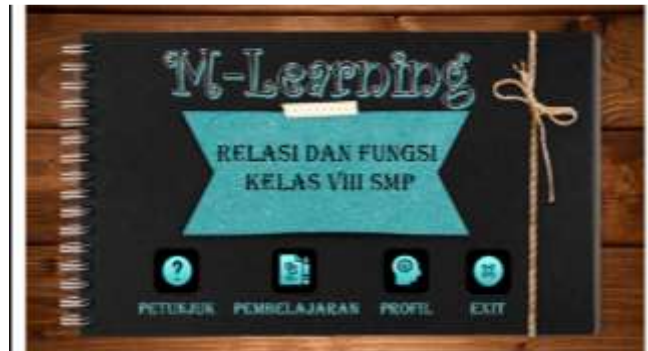 M-Learning
RELASI DAN FUNGSI
KELAS VIII SMP
PETUNJUK PEMBELAJARAN PROFIL EXIT